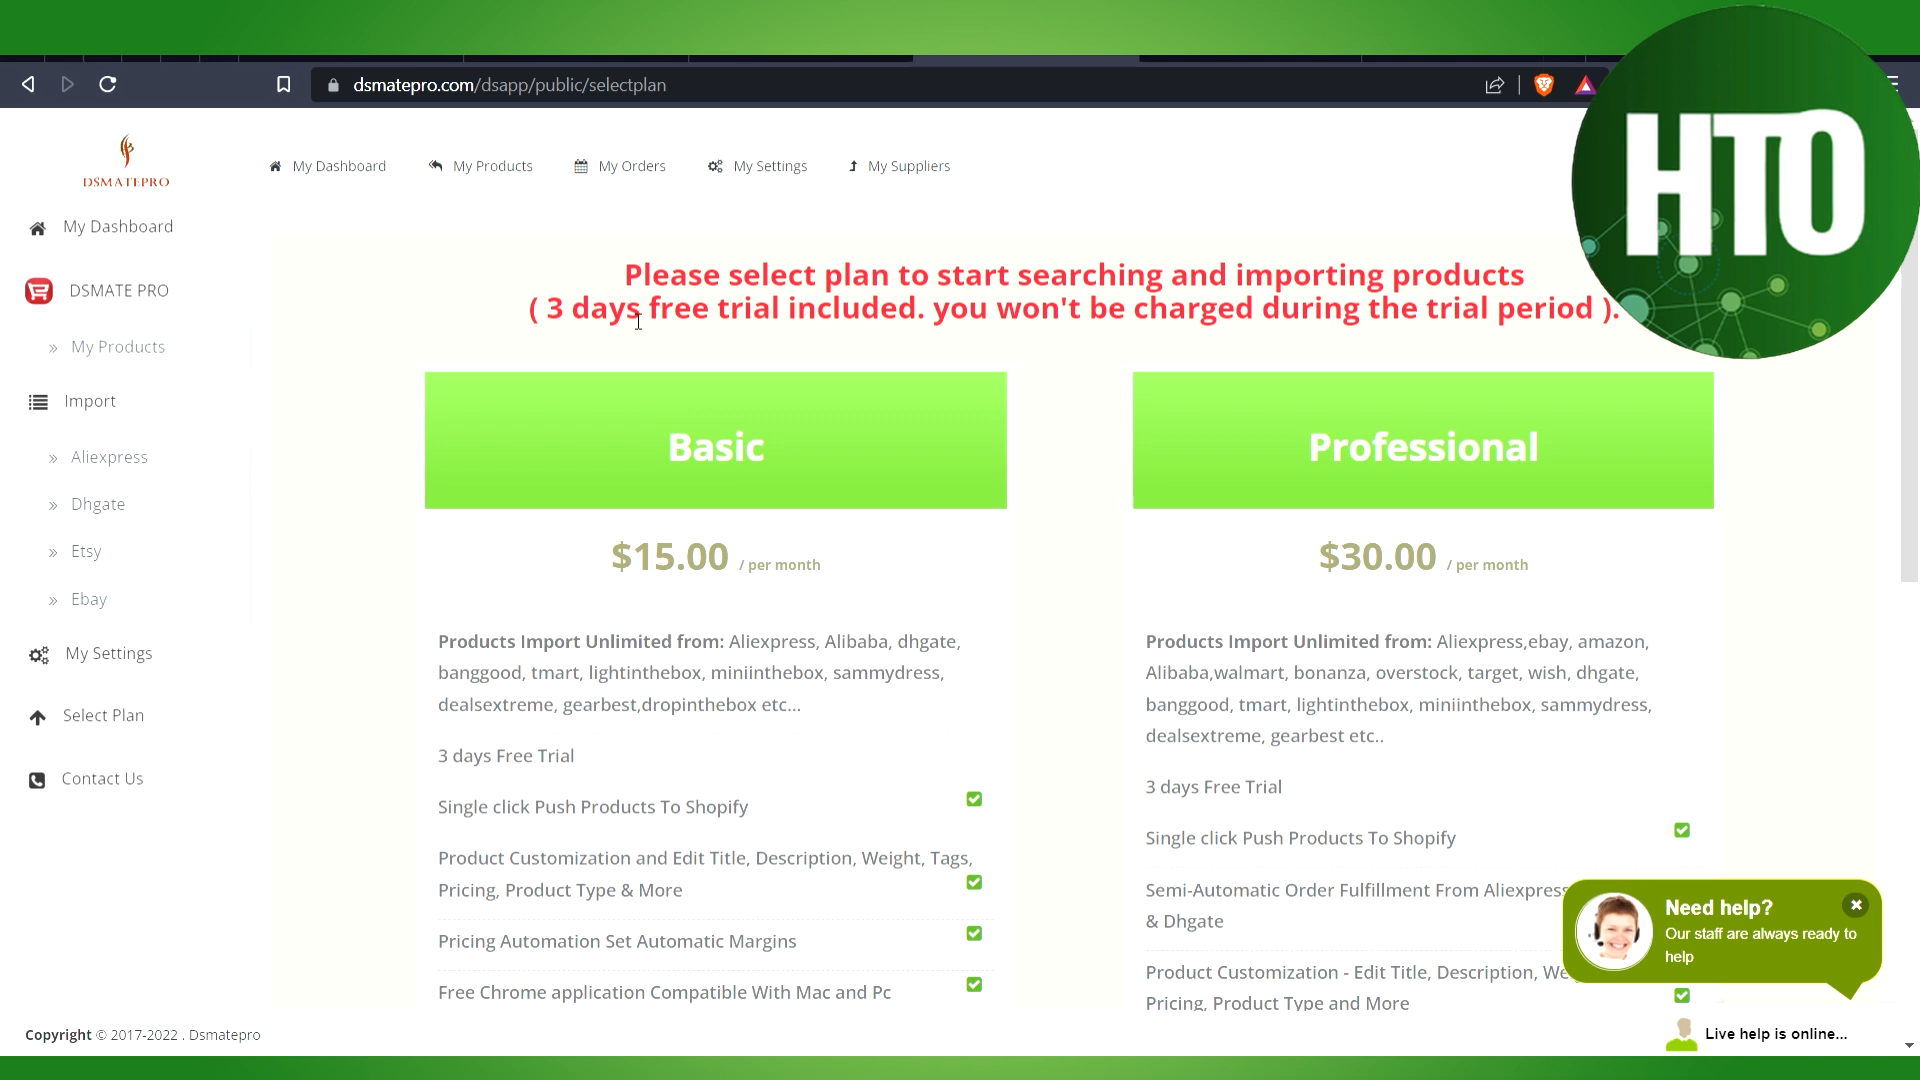 dsmatepro.com/dsapp/public/selectplan
HTO
DSMATEPRO
My Dashboard
My Products
My Orders
My Settings
My Suppliers
My Dashboard
DSMATE PRO
» My Products
Import
» Aliexpress
» Dhgate
» Etsy
» Ebay
My Settings
Select Plan
Contact Us
Please select plan to start searching and importing products
( 3 days free trial included. you won't be charged during the trial period ).
Basic
$15.00 / per month
Products Import Unlimited from: Aliexpress, Alibaba, dhgate,
banggood, tmart, lightinthebox, miniinthebox, sammydress,
dealsextreme, gearbest,dropinthebox etc...
3 days Free Trial
Single click Push Products To Shopify
Product Customization and Edit Title, Description, Weight, Tags,
Pricing, Product Type & More
Pricing Automation Set Automatic Margins
Free Chrome application Compatible With Mac and Pc
Professional
$30.00 / per month
Products Import Unlimited from: Aliexpress,ebay, amazon,
Alibaba,walmart, bonanza, overstock, target, wish, dhgate,
banggood, tmart, lightinthebox, miniinthebox, sammydress,
dealsextreme, gearbest etc..
3 days Free Trial
Single click Push Products To Shopify
Semi-Automatic Order Fulfillment From Aliexpress
& Dhgate
Product Customization - Edit Title, Description,
Pricing, Product Type and More
Need help?
Our staff are always ready to
help
Live help is online...
Copyright © 2017-2022 . Dsmatepro